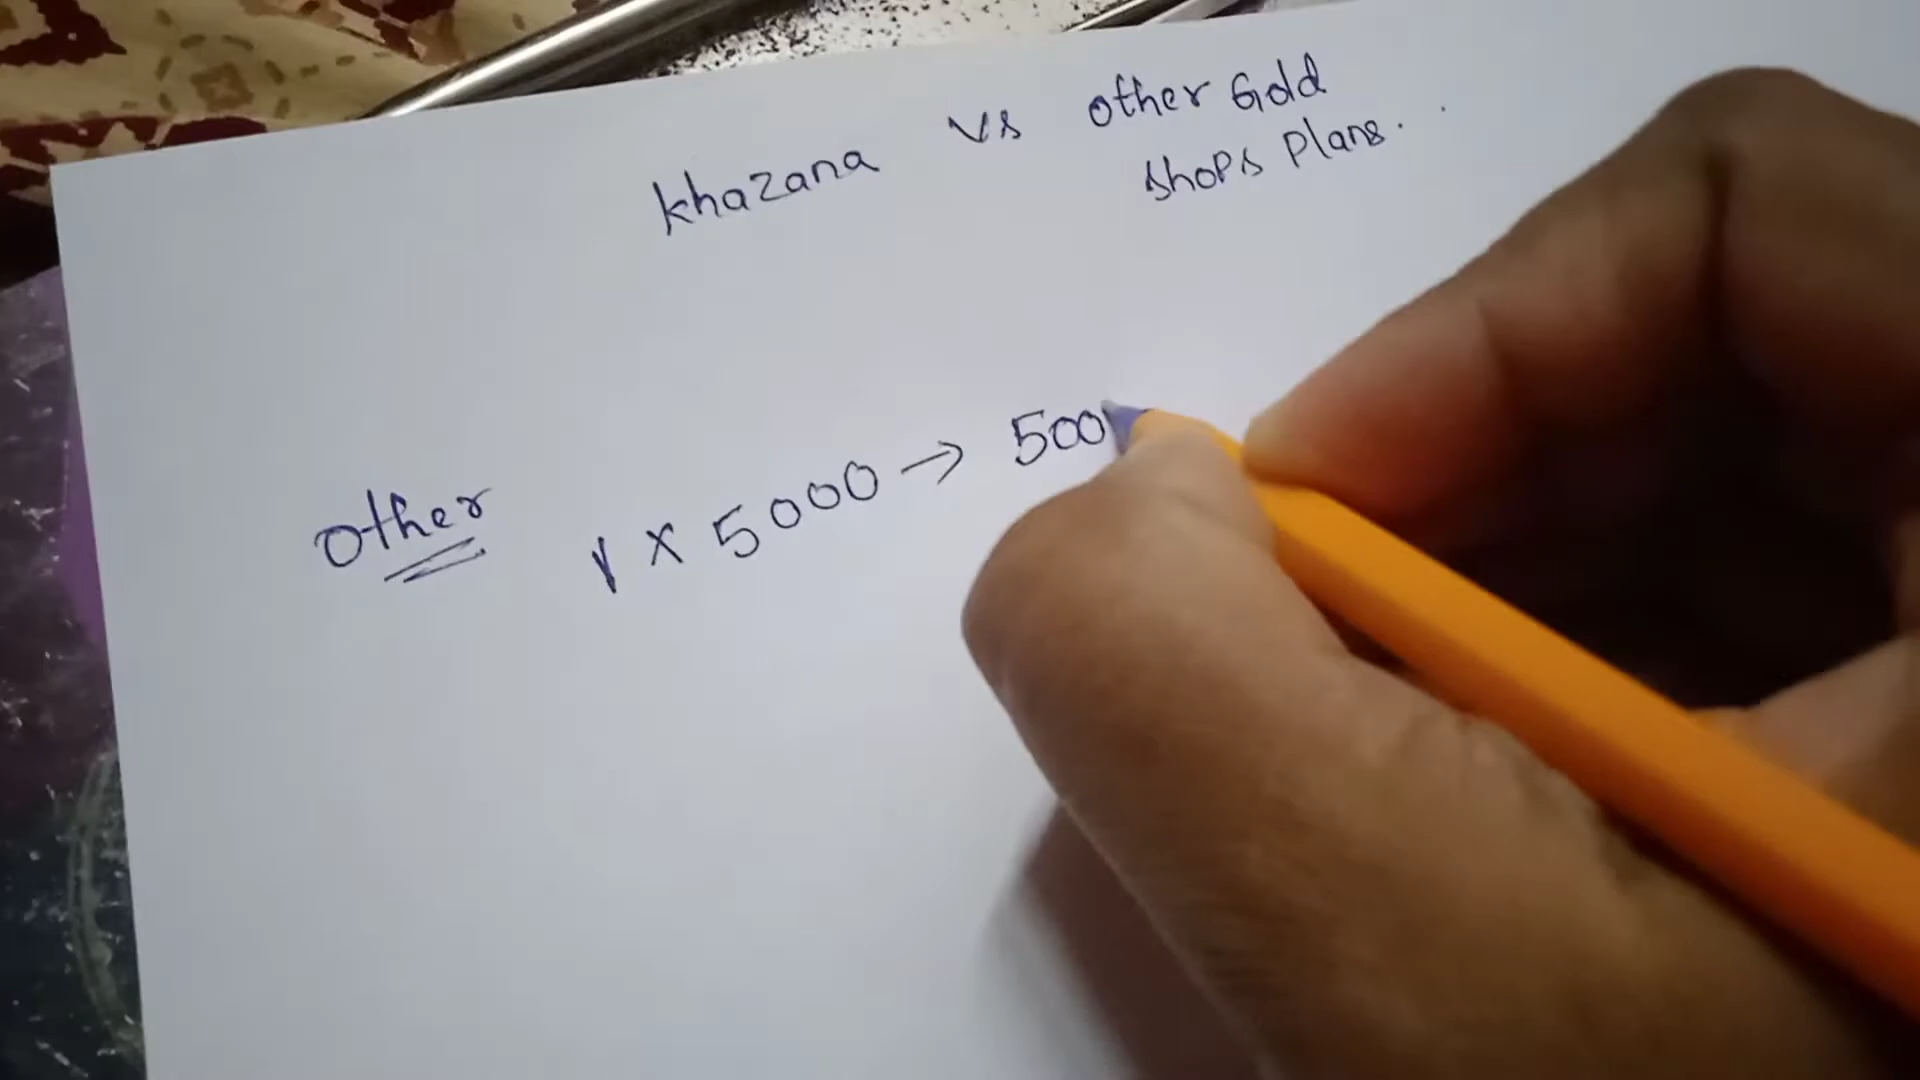 khazana Vs other Gold
shops Plans.
Other 1 x 5000 → 500